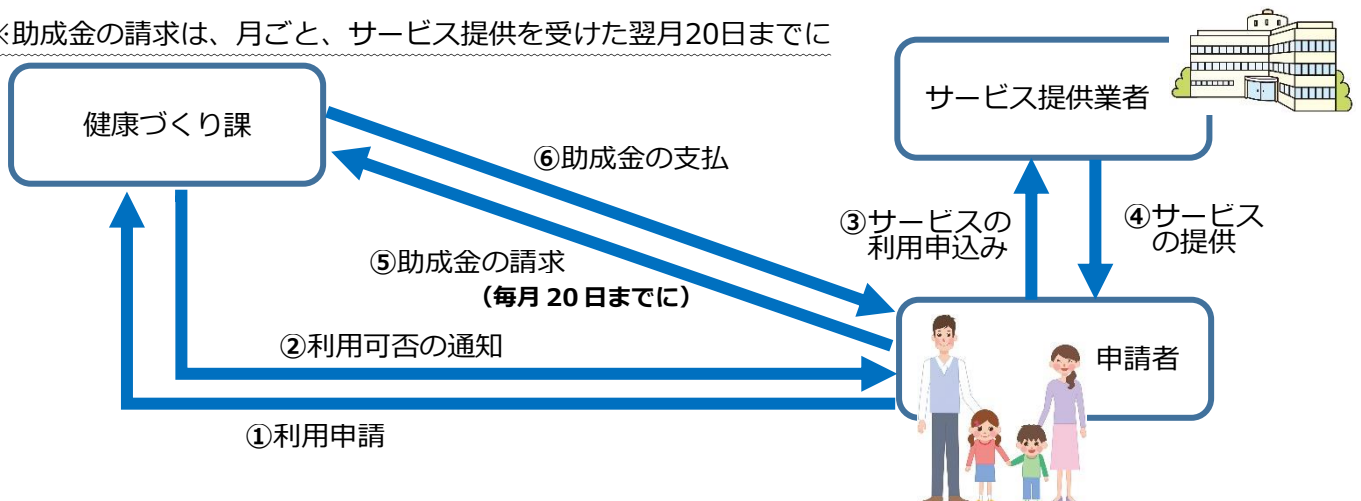 ※助成金の請求は、月ごと、サービス提供を受けた翌月20日までに
健康づくり課
サービス提供業者
⑥助成金の支払
③サービスの
利用申込み
④サービス
の提供
⑤助成金の請求
（毎月 20 日までに）
②利用可否の通知
申請者
①利用申請